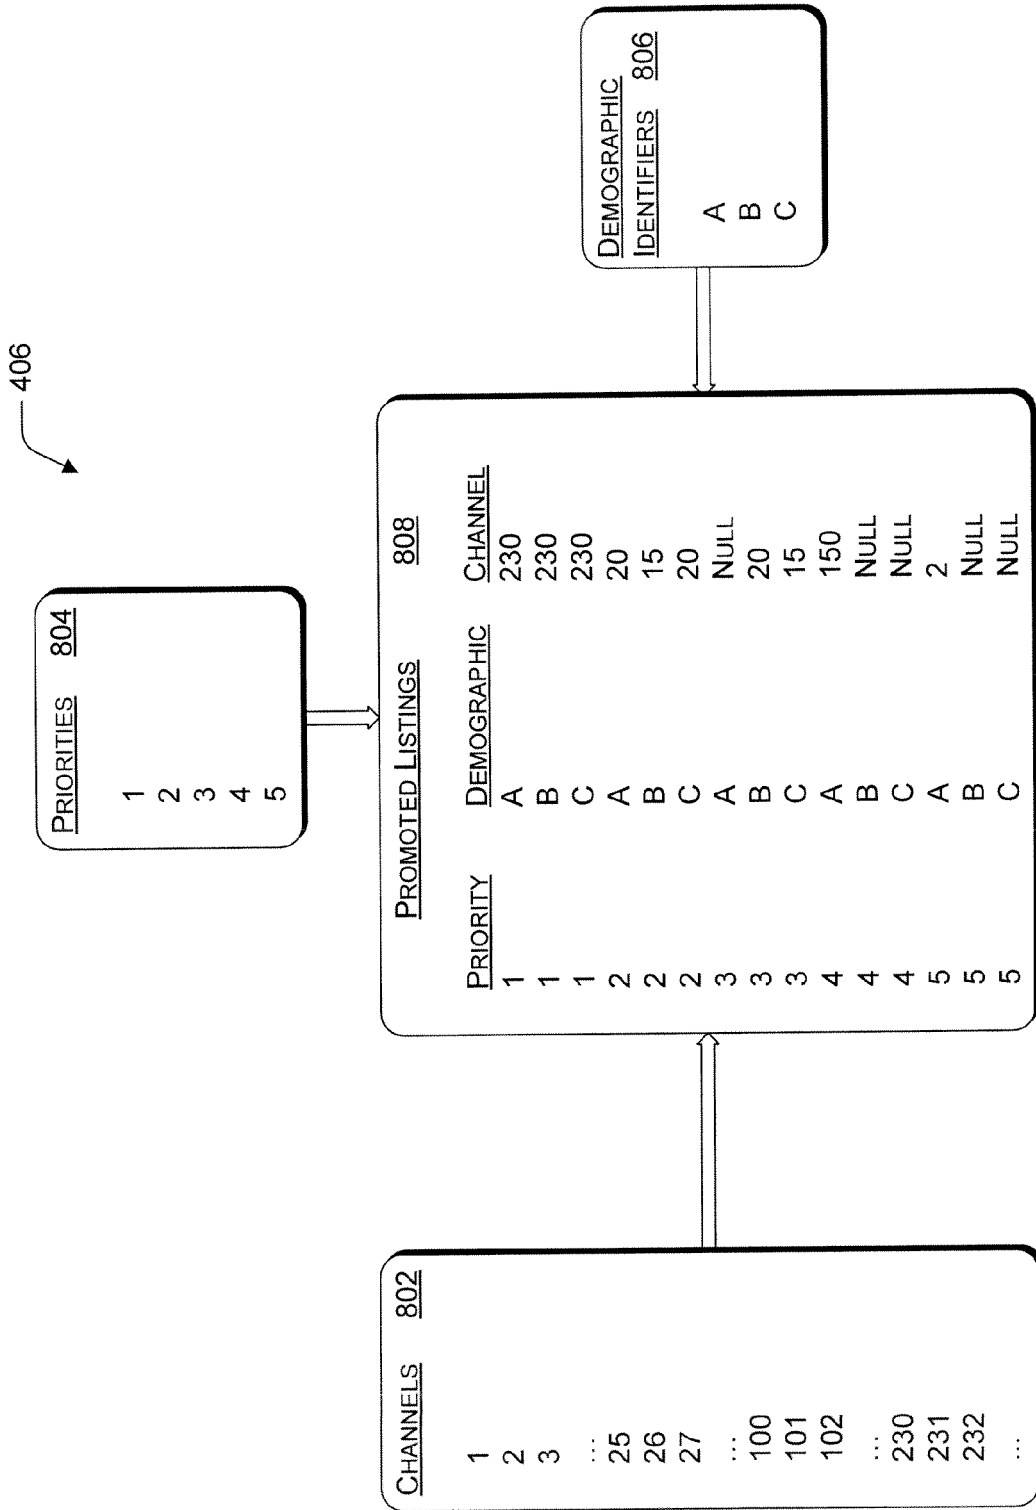 406
PRIORITIES 804
1
2
3
4
5
CHANNELS 802
1
2
3
...
25
26
27
...
100
101
102
...
230
231
232
...
PROMOTED LISTINGS 808
PRIORITY DEMOGRAPHIC CHANNEL
1 A 230
1 B 230
1 C 230
2 A 20
2 B 15
2 C 20
3 A NULL
3 B 20
3 C 15
4 A 150
4 B NULL
4 C NULL
5 A 2
5 B NULL
5 C NULL
DEMOGRAPHIC
IDENTIFIERS 806
A
B
C